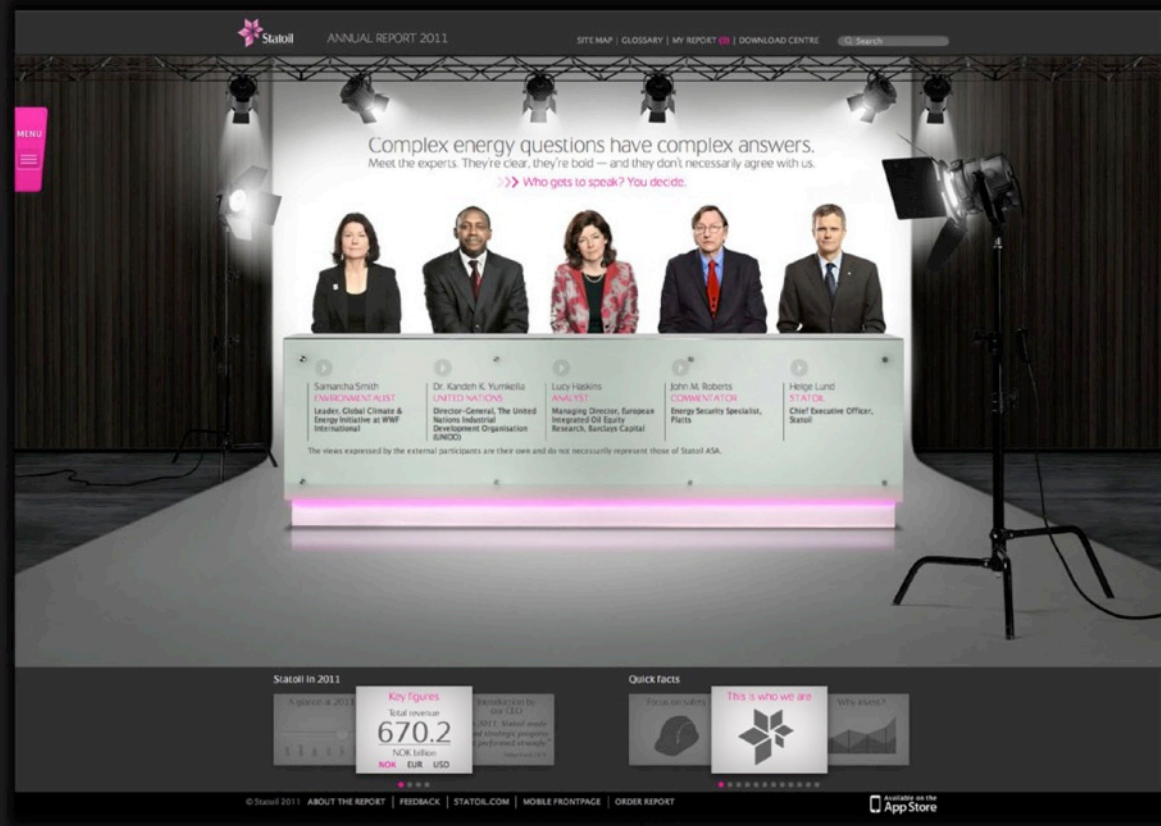 Statoil
ANNUAL REPORT 2011
SITE MAP | GLOSSARY | MY REPORT (0) | DOWNLOAD CENTRE
Search
MENU
Complex energy questions have complex answers.
Meet the experts. They're clear, they're bold — and they don't necessarily agree with us.
>>> Who gets to speak? You decide.
Samantha Smith
ENVIRONMENTALIST
Leader, Global Climate &
Energy Initiative at WWF
International
Dr. Kandeh K. Yumkella
UNITED NATIONS
Director-General, The United
Nations Industrial
Development Organisation
(UNIDO)
Lucy Haskins
ANALYST
Managing Director, European
Integrated Oil Equity
Research, Barclays Capital
John M. Roberts
COMMENTATOR
Energy Security Specialist,
Platts
Helge Lund
STATOIL
Chief Executive Officer,
Statoil
The views expressed by the external participants are their own and do not necessarily represent those of Statoil ASA.
Statoil in 2011
A glance at 2011
Key figures
Total revenue
670.2
NOK billion
NOK EUR USD
Introduction by
our CEO
2011, Statoil made
strategic progress
performed strongly."
Quick facts
Focus on safety
This is who we are
Why invest?
© Statoil 2011 ABOUT THE REPORT | FEEDBACK | STATOIL.COM | MOBILE FRONTPAGE | ORDER REPORT
Available on the
App Store